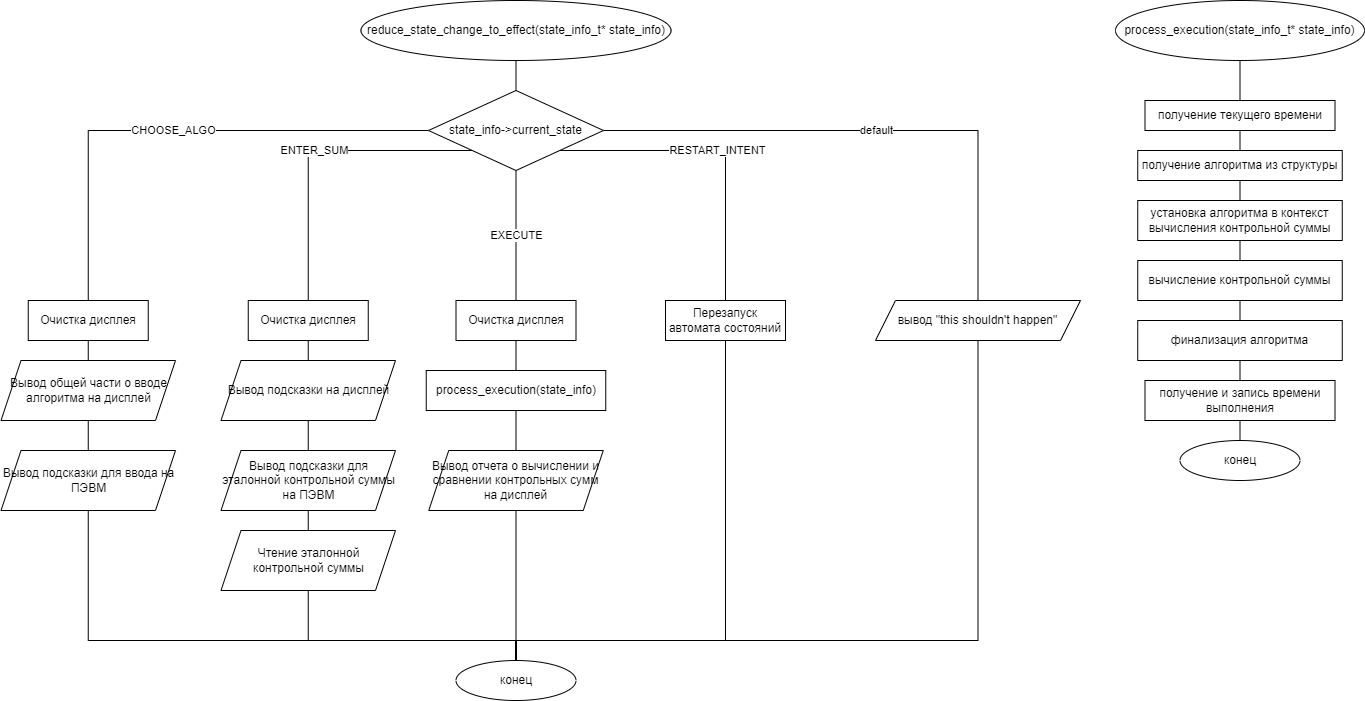 reduce_state_change_to_effect(state_info_t* state_info)
state_info->current_state
CHOOSE_ALGO
ENTER_SUM
EXECUTE
RESTART_INTENT
default
Очистка дисплея
Вывод общей части о вводе
алгоритма на дисплей
Вывод подсказки для ввода на
ПЭВМ
Очистка дисплея
Вывод подсказки на дисплей
Вывод подсказки для
эталонной контрольной суммы
на ПЭВМ
Чтение эталонной
контрольной суммы
Очистка дисплея
process_execution(state_info)
Вывод отчета о вычислении и
сравнении контрольных сумм
на дисплей
Перезапуск
автомата состояний
вывод "this shouldn't happen"
конец
process_execution(state_info_t* state_info)
получение текущего времени
получение алгоритма из структуры
установка алгоритма в контекст
вычисления контрольной суммы
вычисление контрольной суммы
финализация алгоритма
получение и запись времени
выполнения
конец